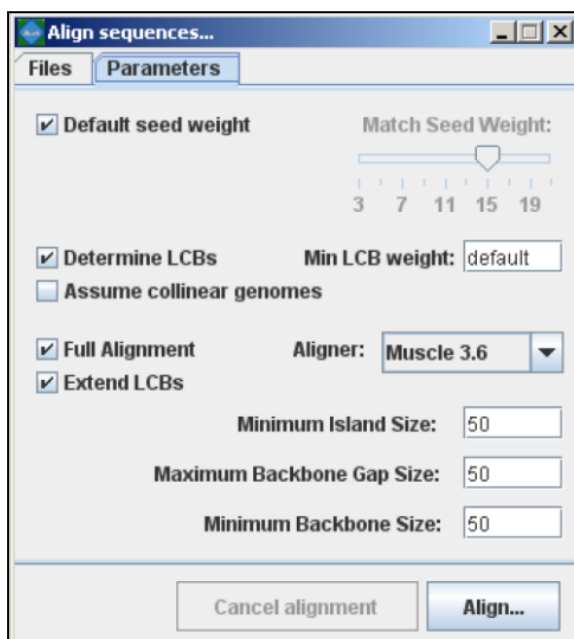 Align sequences...
Files Parameters
Default seed weight Match Seed Weight:
3 7 11 15 19
Determine LCBs Min LCB weight: default
Assume collinear genomes
Full Alignment Aligner: Muscle 3.6
Extend LCBs
Minimum Island Size: 50
Maximum Backbone Gap Size: 50
Minimum Backbone Size: 50
Cancel alignment Align...